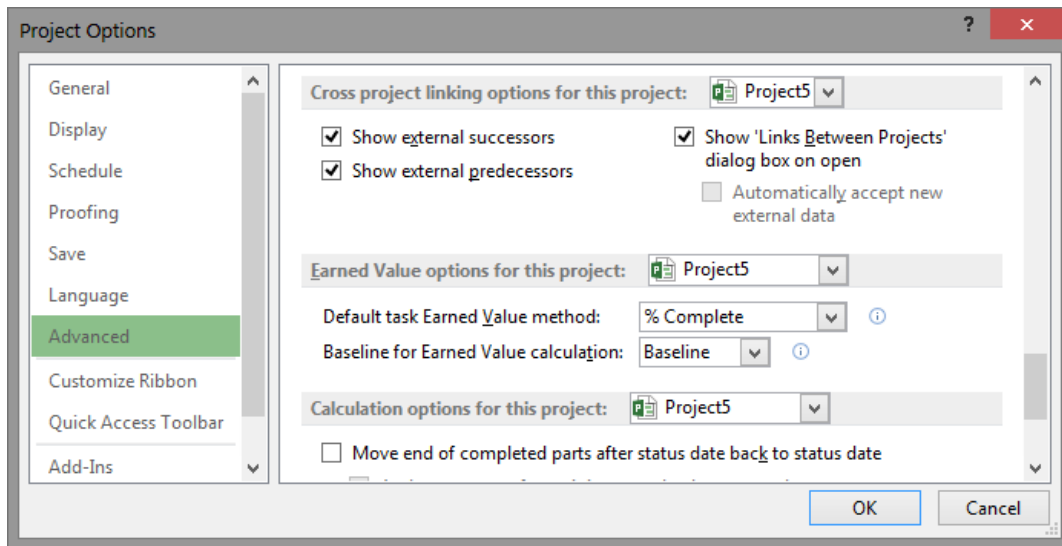 Project Options
?
General
Display
Schedule
Proofing
Save
Language
Advanced
Customize Ribbon
Quick Access Toolbar
Add-Ins
Cross project linking options for this project: Project5
Show external successors
Show external predecessors
Show 'Links Between Projects'
dialog box on open
Automatically accept new
external data
Earned Value options for this project: Project5
Default task Earned Value method: % Complete
Baseline for Earned Value calculation: Baseline
Calculation options for this project: Project5
Move end of completed parts after status date back to status date
OK
Cancel